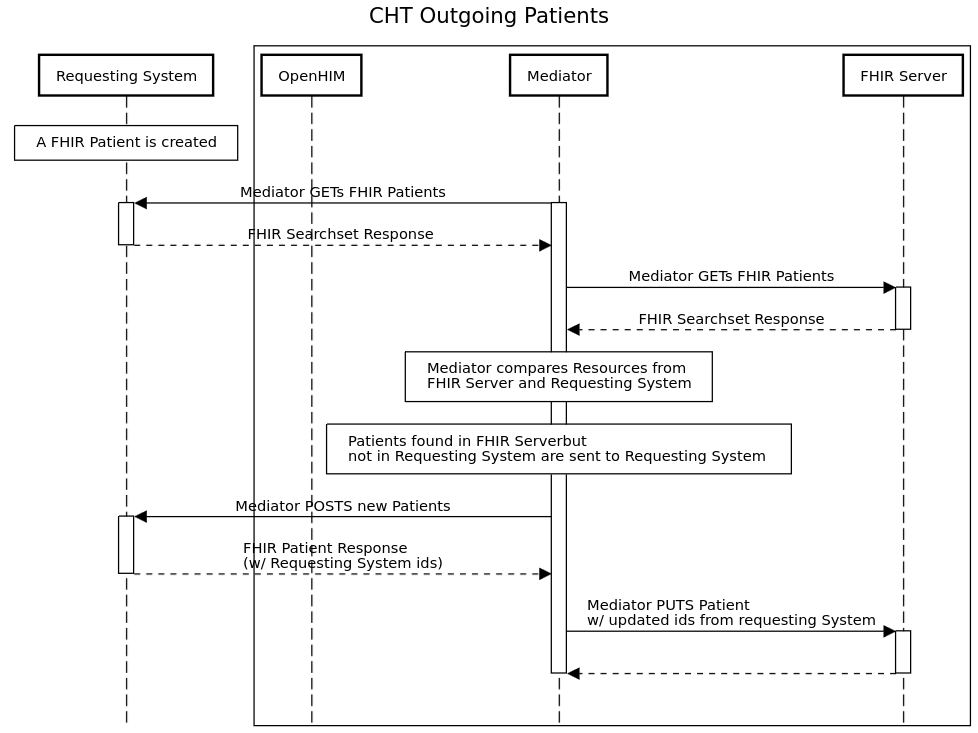 CHT Outgoing Patients
Requesting System
OpenHIM
Mediator
FHIR Server
A FHIR Patient is created
Mediator GETs FHIR Patients
FHIR Searchset Response
Mediator GETs FHIR Patients
FHIR Searchset Response
Mediator compares Resources from
FHIR Server and Requesting System
Patients found in FHIR Serverbut
not in Requesting System are sent to Requesting System
Mediator POSTS new Patients
FHIR Patient Response
(w/ Requesting System ids)
Mediator PUTS Patient
w/ updated ids from requesting System